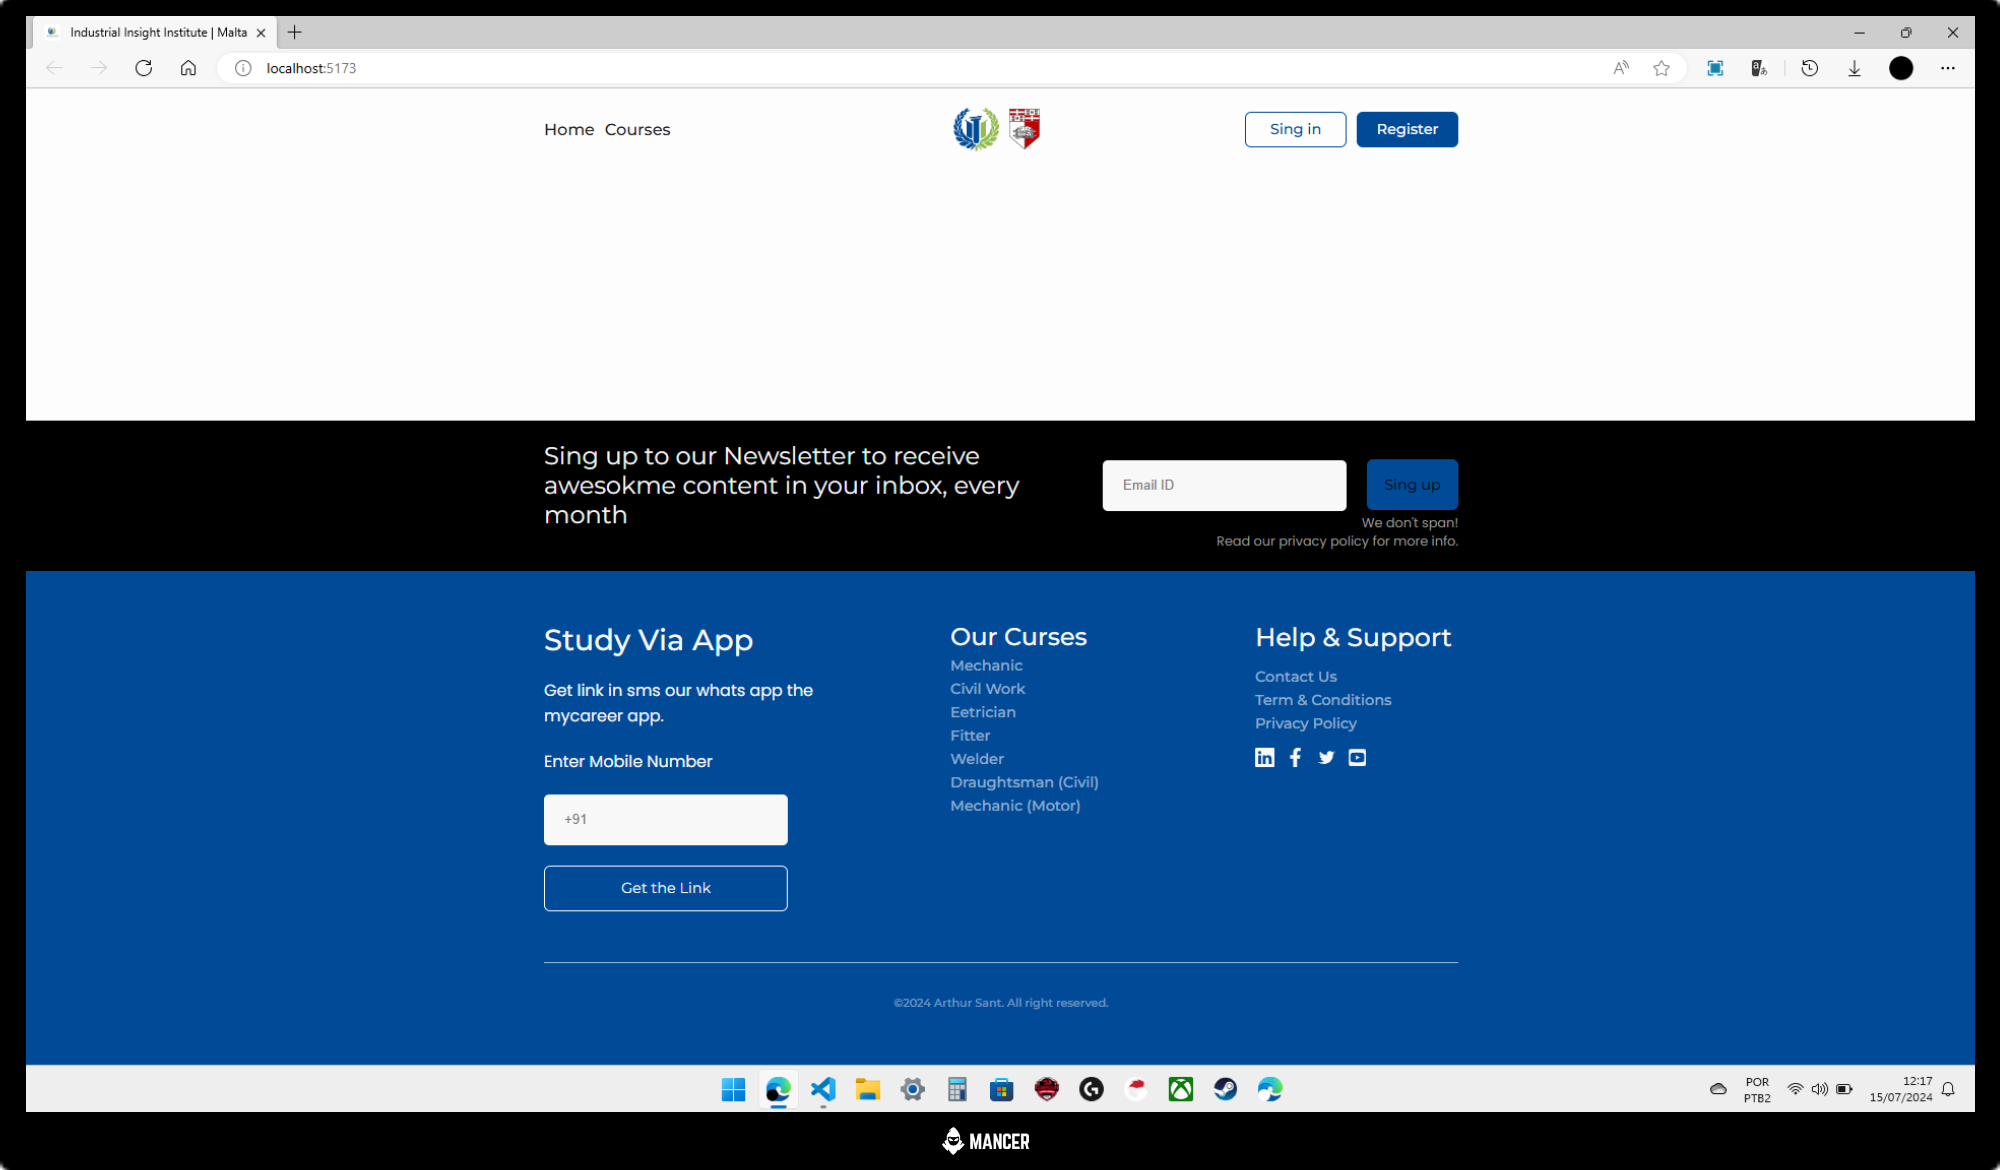 Industrial Insight Institute | Malta
localhost:5173
Home Courses
Sing in
Register
Sing up to our Newsletter to receive
awesokme content in your inbox, every
month
Email ID
Sing up
We don't span!
Read our privacy policy for more info.
Study Via App
Get link in sms our whats app the
mycareer app.
Enter Mobile Number
+91
Get the Link
Our Curses
Mechanic
Civil Work
Eetrician
Fitter
Welder
Draughtsman (Civil)
Mechanic (Motor)
Help & Support
Contact Us
Term & Conditions
Privacy Policy
©2024 Arthur Sant. All right reserved.
POR
PTB2
12:17
15/07/2024
MANCER